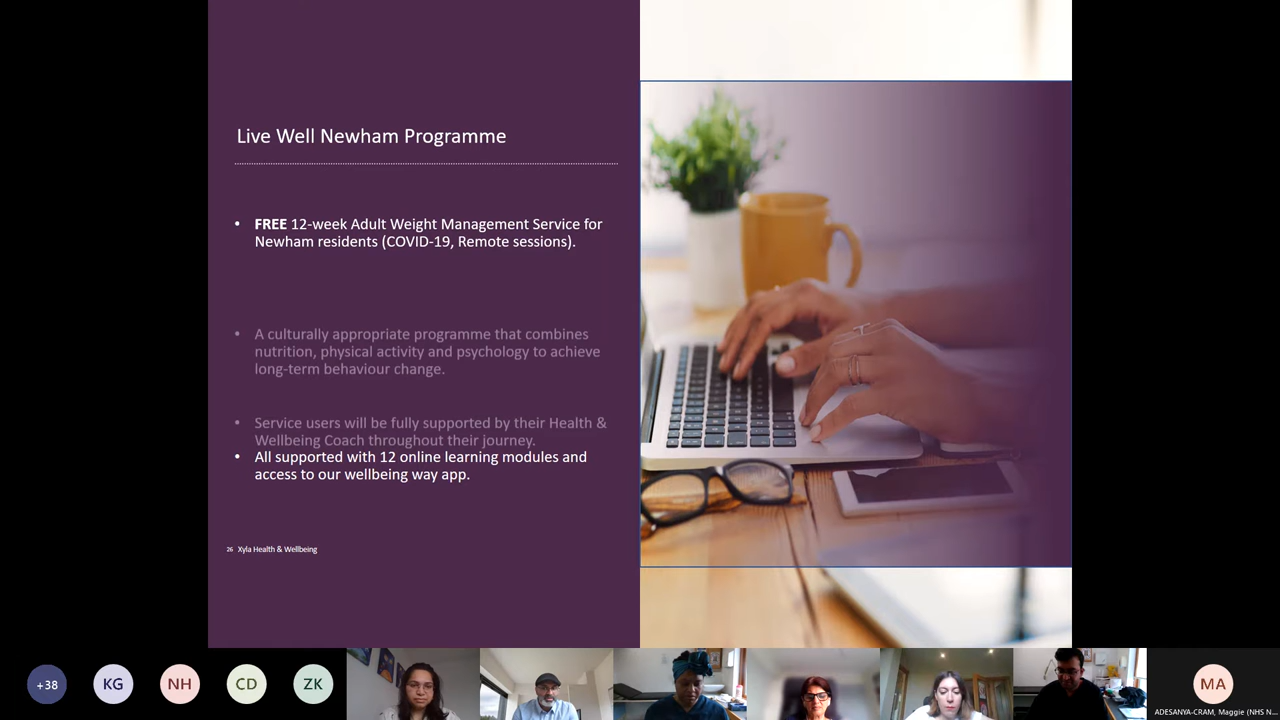 Live Well Newham Programme
• FREE 12-week Adult Weight Management Service for
Newham residents (COVID-19, Remote sessions).
• A culturally appropriate programme that combines
nutrition, physical activity and psychology to achieve
long-term behaviour change.
• Service users will be fully supported by their Health &
Wellbeing Coach throughout their journey.
• All supported with 12 online learning modules and
access to our wellbeing way app.
26 Xyla Health & Wellbeing
+38
KG
NH
CD
ZK
MA
ADESANYA-CRAM, Maggie (NHS N...